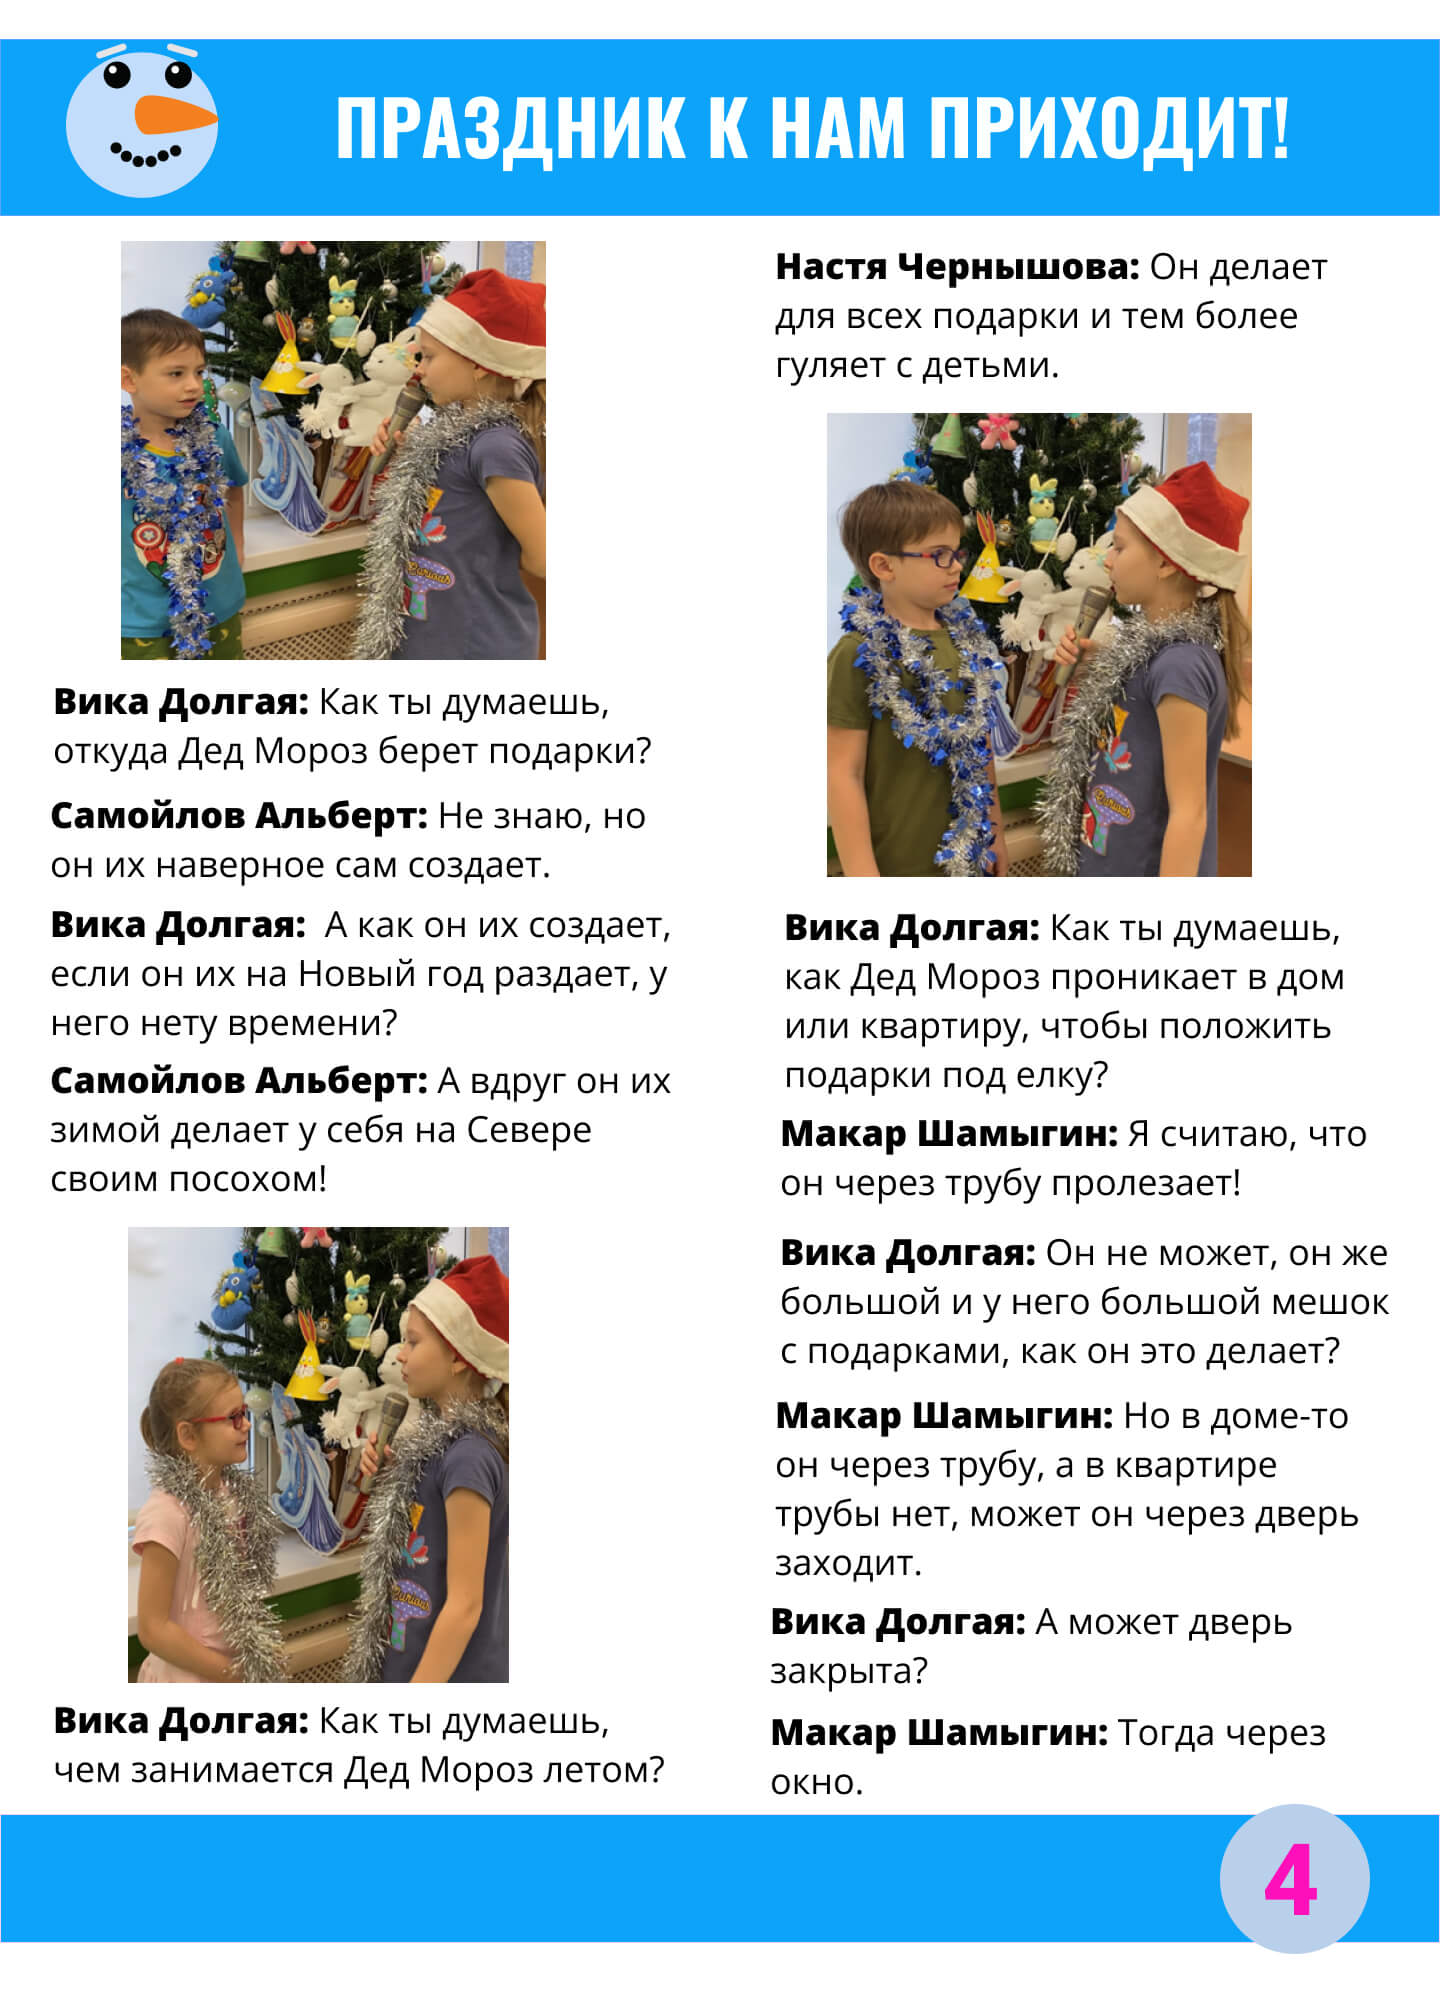 ПРАЗДНИК К НАМ ПРИХОДИТ!
Вика Долгая: Как ты думаешь,
откуда Дед Мороз берет подарки?
Самойлов Альберт: Не знаю, но
он их наверное сам создает.
Вика Долгая: А как он их создает,
если он их на Новый год раздает, у
него нету времени?
Самойлов Альберт: А вдруг он их
зимой делает у себя на Севере
своим посохом!
Вика Долгая: Как ты думаешь,
чем занимается Дед Мороз летом?
Настя Чернышова: Он делает
для всех подарки и тем более
гуляет с детьми.
Вика Долгая: Как ты думаешь,
как Дед Мороз проникает в дом
или квартиру, чтобы положить
подарки под елку?
Макар Шамыгин: Я считаю, что
он через трубу пролезает!
Вика Долгая: Он не может, он же
большой и у него большой мешок
с подарками, как он это делает?
Макар Шамыгин: Но в доме-то
он через трубу, а в квартире
трубы нет, может он через дверь
заходит.
Вика Долгая: А может дверь
закрыта?
Макар Шамыгин: Тогда через
окно.
4